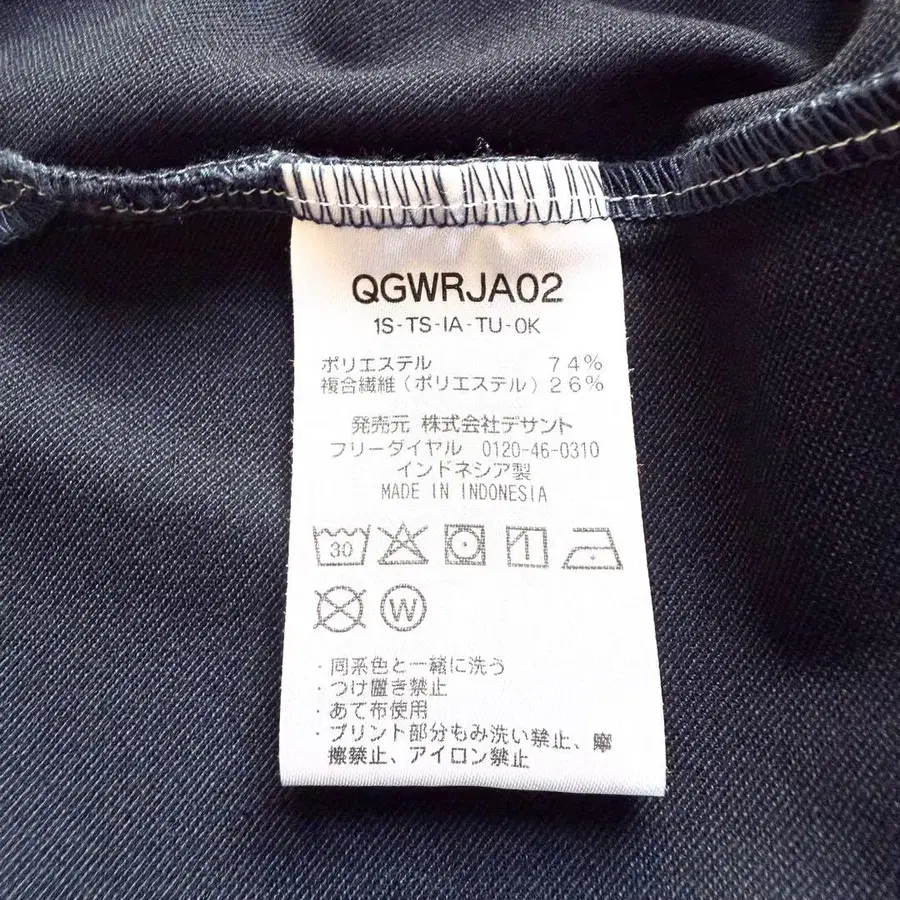 QGWRJA02
1S-TS-IA-TU-OK
ポリエステル 74%
複合繊維(ポリエステル)26%
発売元 株式会社デサント
フリーダイヤル 0120-46-0310
インドネシア製
MADE IN INDONESIA
30
W
・同系色と一緒に洗う
・つけ置き禁止
・あて布使用
・プリント部分もみ洗い禁止、摩
擦禁止、アイロン禁止